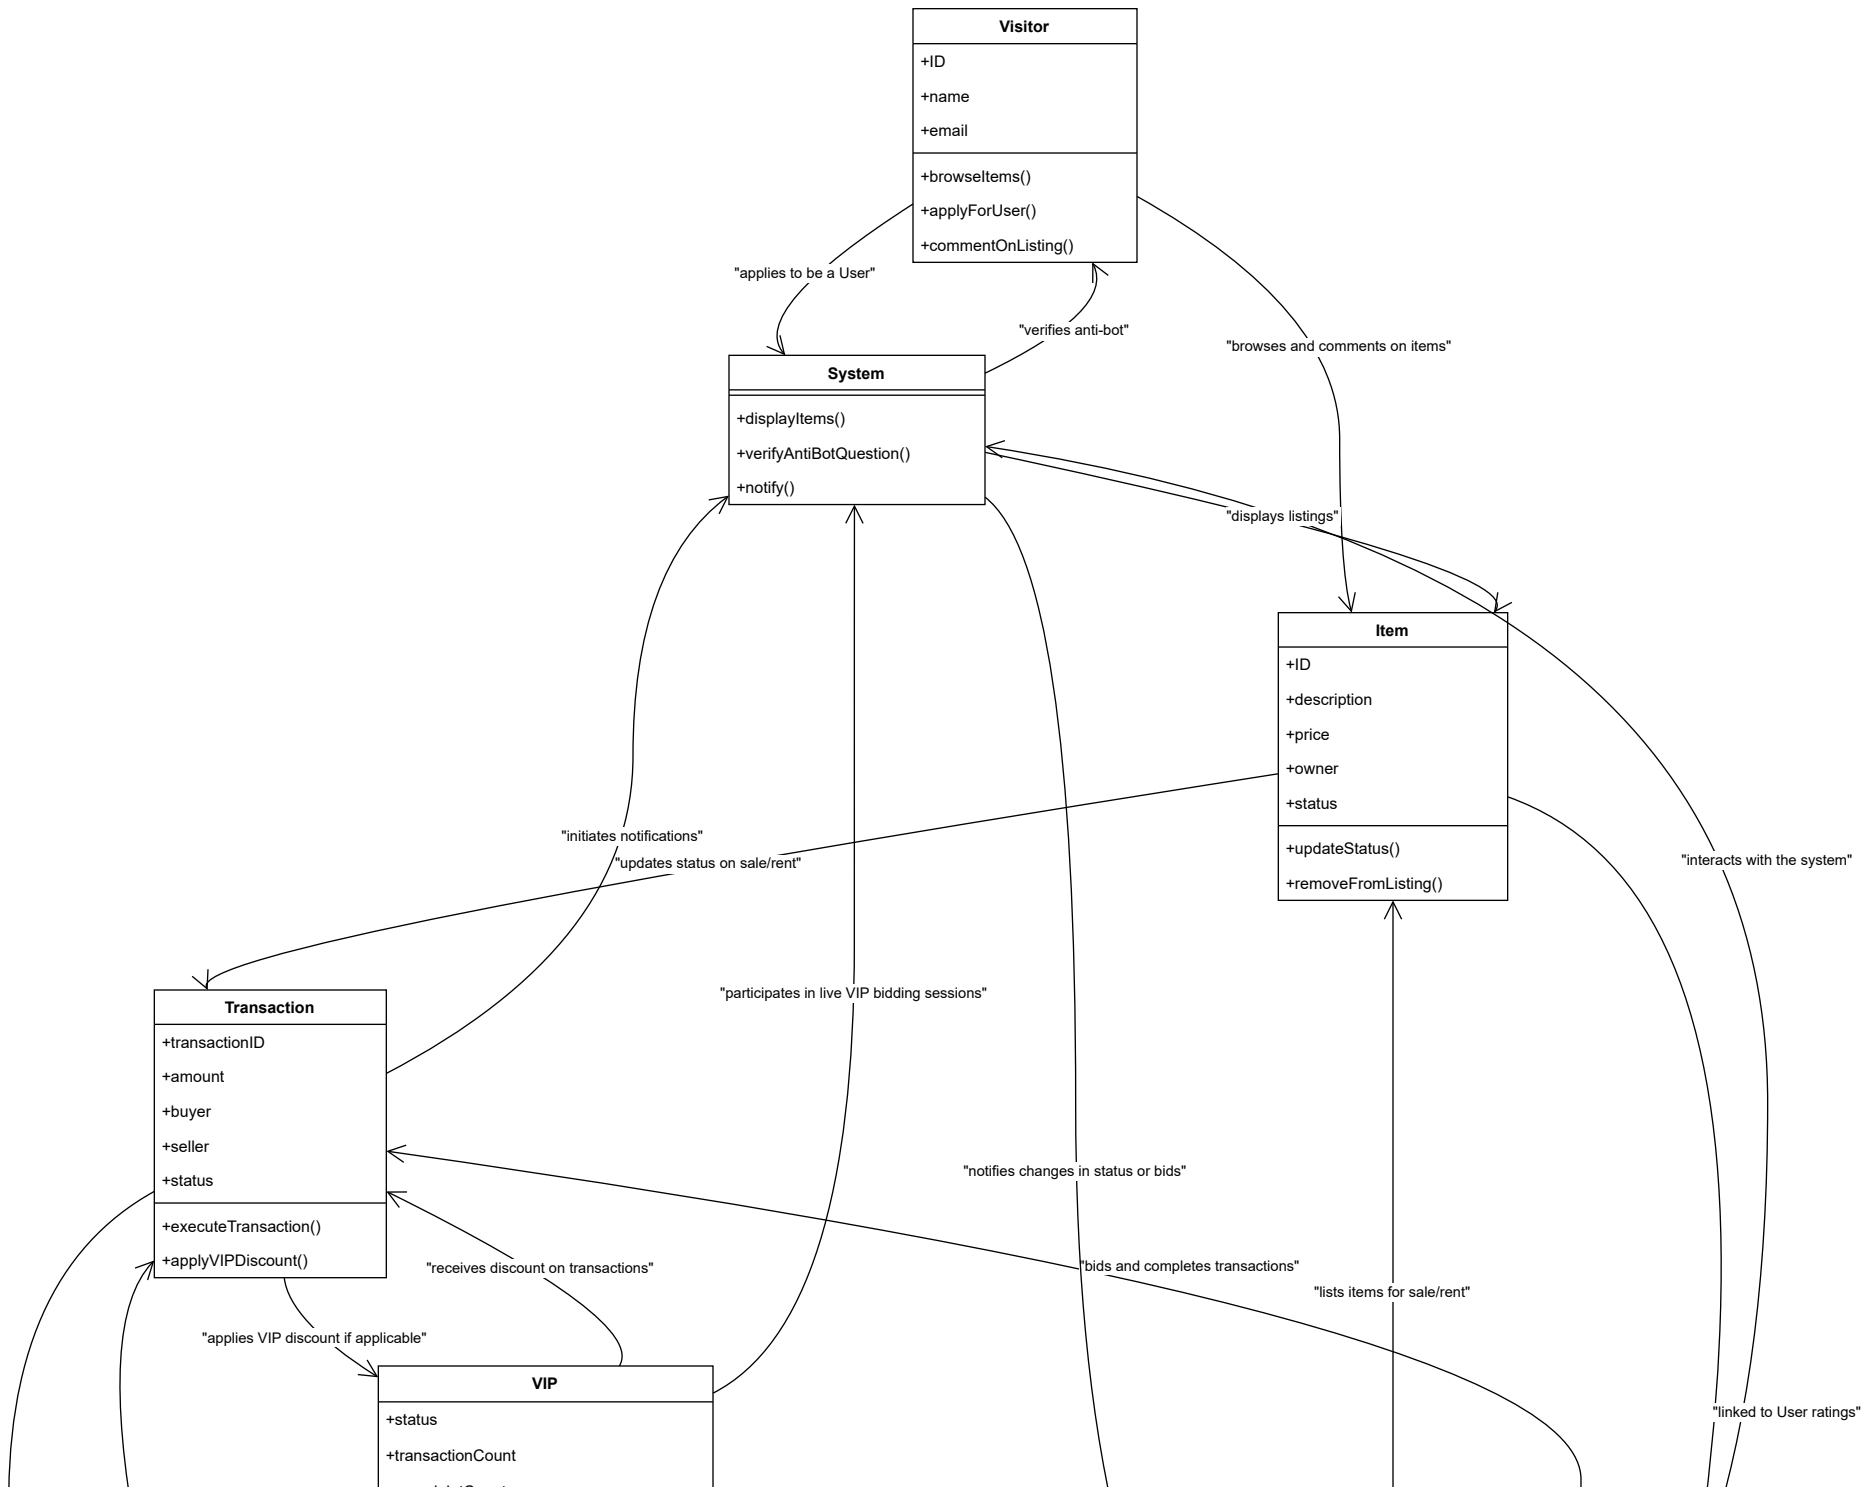 Visitor
+ID
+name
+email
+browseItems()
+applyForUser()
+commentOnListing()
"applies to be a User"
"verifies anti-bot"
"browses and comments on items"
System
+displayItems()
+verifyAntiBotQuestion()
+notify()
"displays listings"
Item
+ID
+description
+price
+owner
+status
+updateStatus()
+removeFromListing()
"initiates notifications"
"updates status on sale/rent"
"interacts with the system"
"participates in live VIP bidding sessions"
Transaction
+transactionID
+amount
+buyer
+seller
+status
+executeTransaction()
+applyVIPDiscount()
"notifies changes in status or bids"
"receives discount on transactions"
"bids and completes transactions"
"lists items for sale/rent"
"applies VIP discount if applicable"
VIP
+status
+transactionCount
"linked to User ratings"